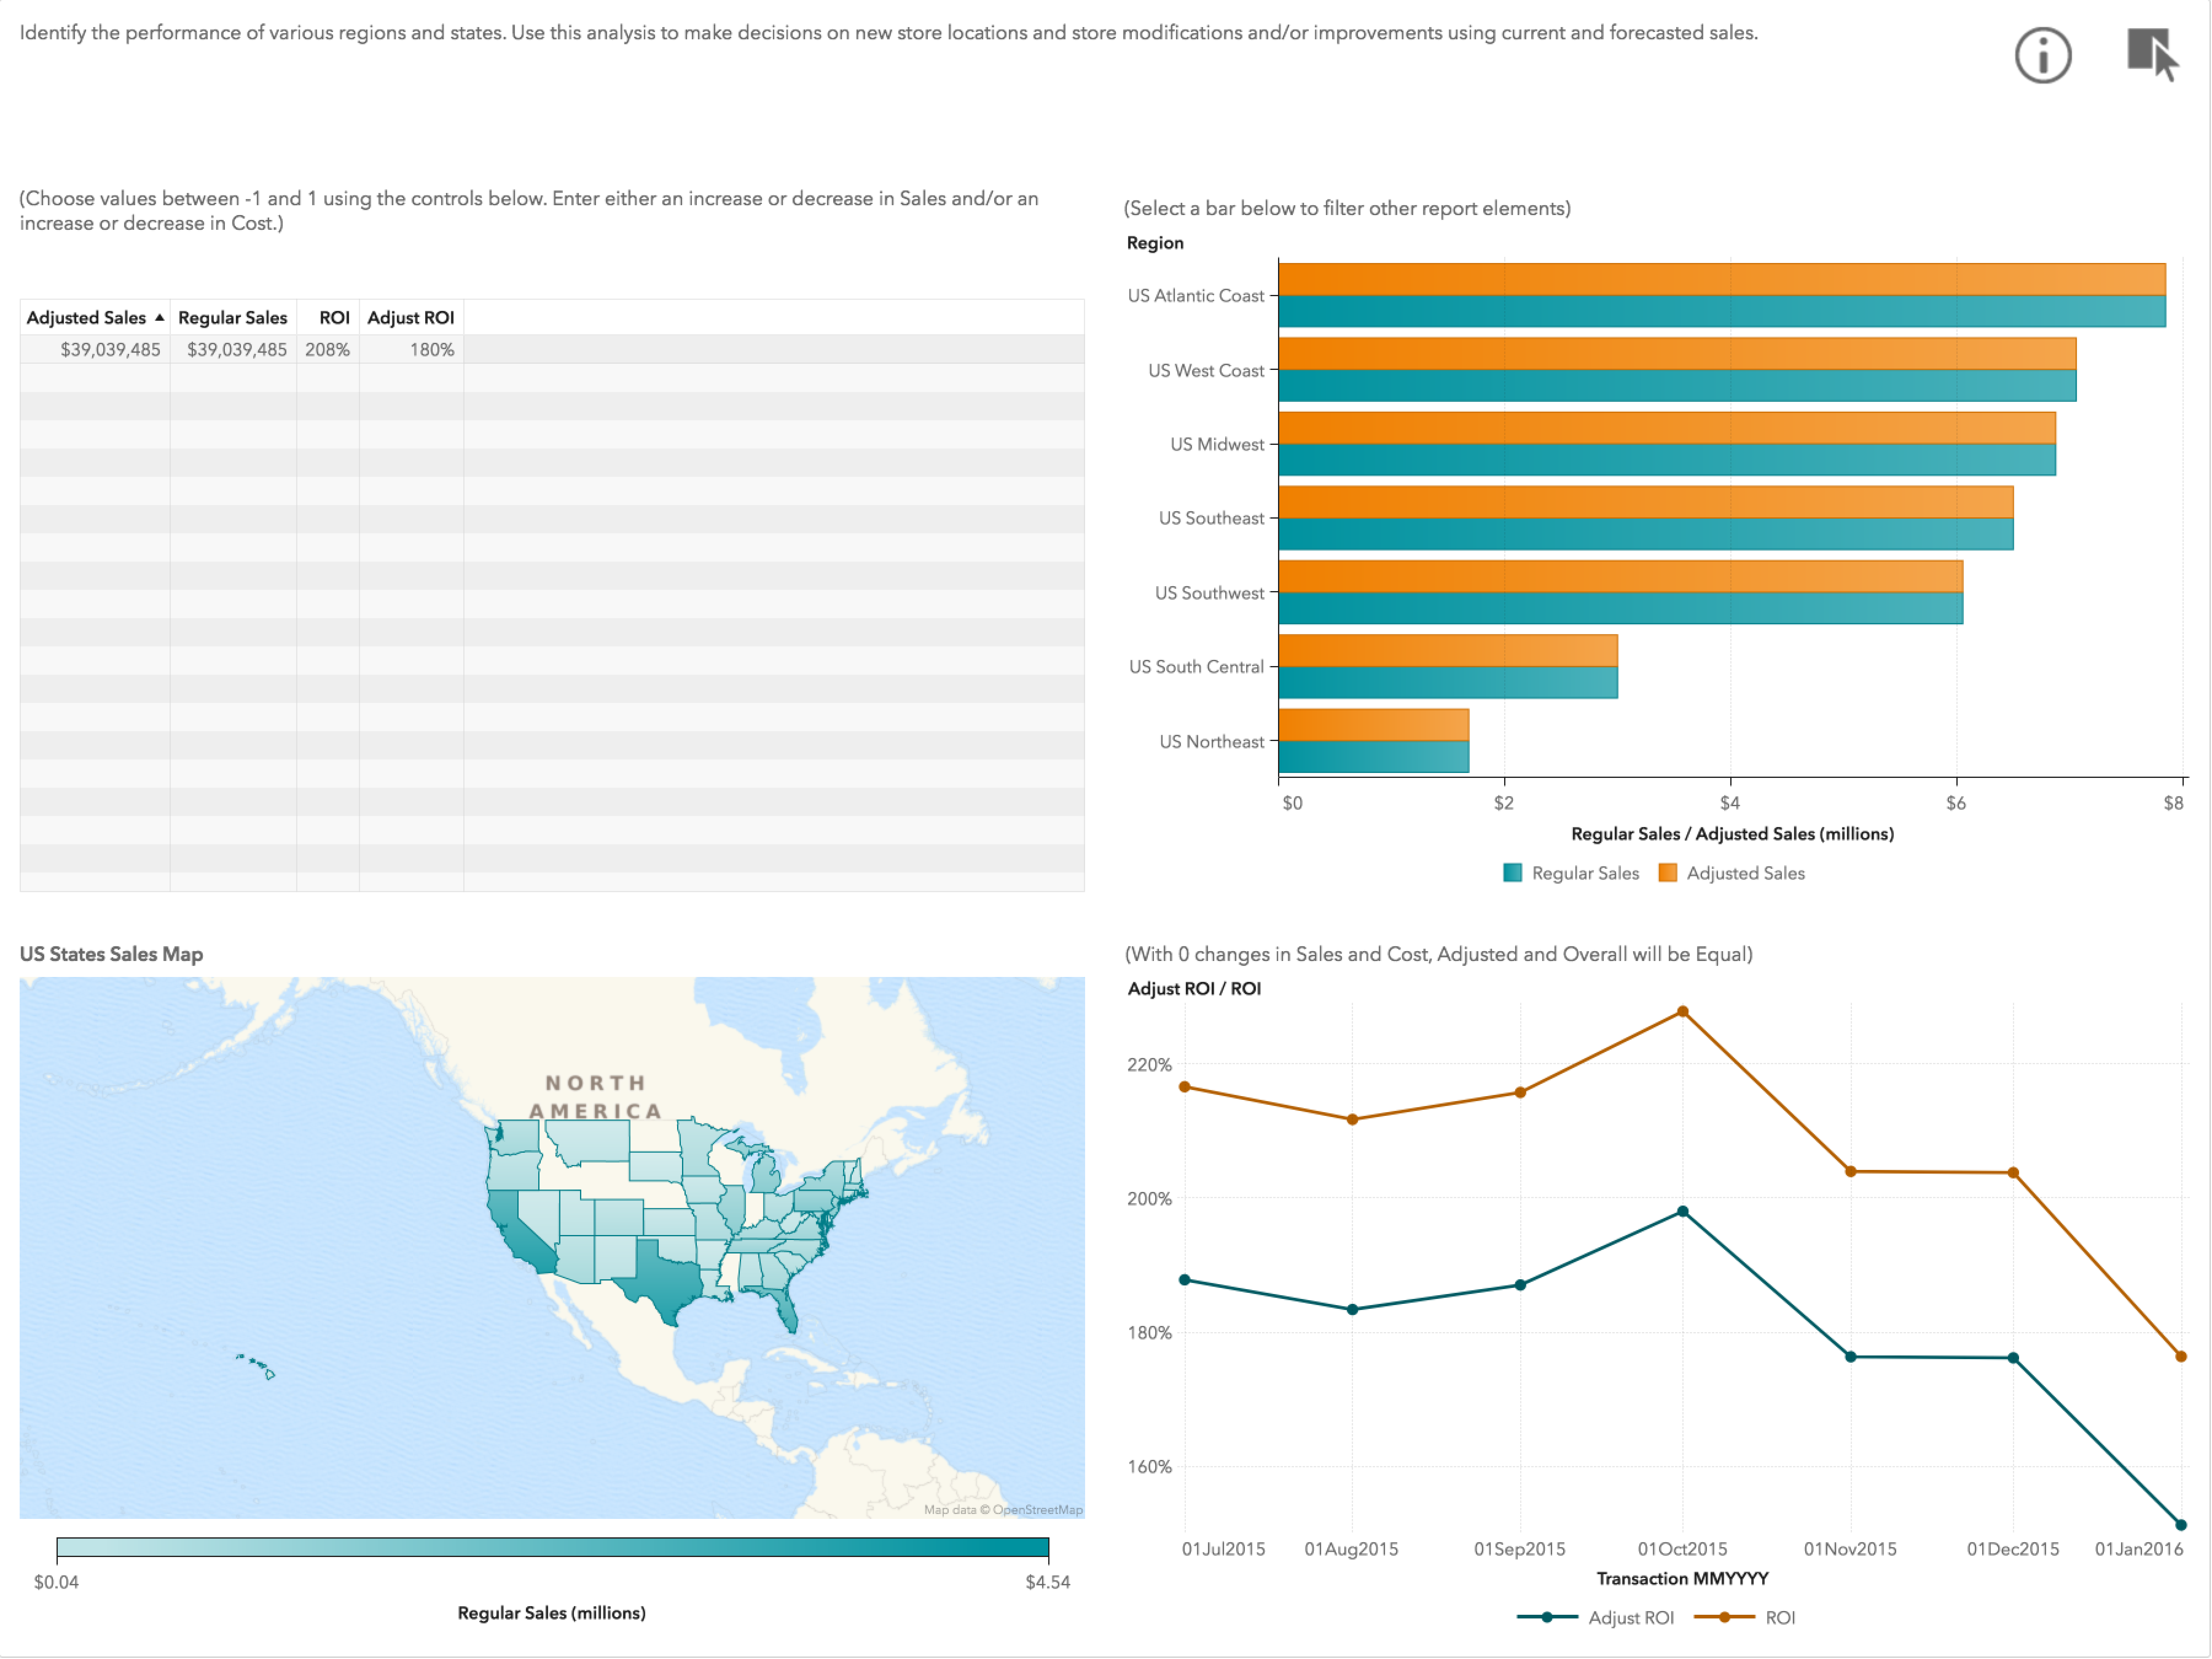 Identify the performance of various regions and states. Use this analysis to make decisions on new store locations and store modifications and/or improvements using current and forecasted sales.
(Choose values between -1 and 1 using the controls below. Enter either an increase or decrease in Sales and/or an
increase or decrease in Cost.)
Adjusted Sales Regular Sales ROI Adjust ROI
$39,039,485 $39,039,485 208% 180%
(Select a bar below to filter other report elements)
Region
US Atlantic Coast
US West Coast
US Midwest
US Southeast
US Southwest
US South Central
US Northeast
$0 $2 $4 $6 $8
Regular Sales / Adjusted Sales (millions)
Regular Sales Adjusted Sales
US States Sales Map
NORTH
AMERICA
Map data © OpenStreetMap
$0.04 $4.54
Regular Sales (millions)
(With 0 changes in Sales and Cost, Adjusted and Overall will be Equal)
Adjust ROI / ROI
220%
200%
180%
160%
01Jul2015 01Aug2015 01Sep2015 01Oct2015 01Nov2015 01Dec2015 01Jan2016
Transaction MMYYYY
Adjust ROI ROI